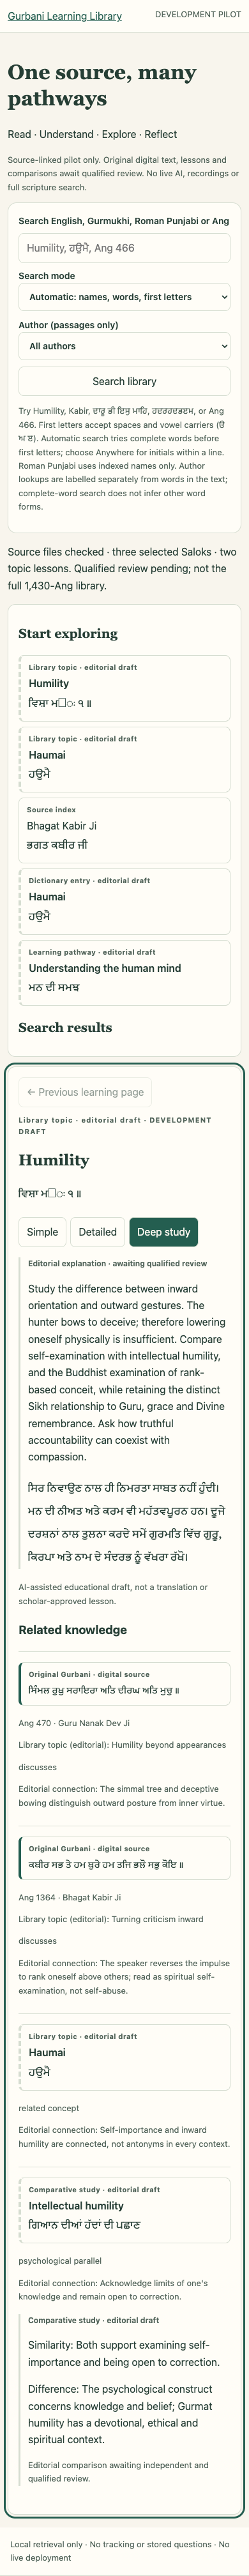 Gurbani Learning Library
DEVELOPMENT PILOT
One source, many
pathways
Read · Understand · Explore · Reflect
Source-linked pilot only. Original digital text, lessons and
comparisons await qualified review. No live AI, recordings or
full scripture search.
Search English, Gurmukhi, Roman Punjabi or Ang
Humility, ਹਉਮੈ, Ang 466
Search mode
Automatic: names, words, first letters
Author (passages only)
All authors
Search library
Try Humility, Kabir,
or Ang
466. First letters accept spaces and vowel carriers (ੳ
ਅ ੲ). Automatic search tries complete words before
first letters; choose Anywhere for initials within a line.
Roman Punjabi uses indexed names only. Author
lookups are labelled separately from words in the text;
complete-word search does not infer other word
forms.
Source files checked · three selected Saloks · two
topic lessons. Qualified review pending; not the
full 1,430-Ang library.
Start exploring
Library topic · editorial draft
Humility
ਵਿਸ਼ਾ
੧ ॥
Library topic · editorial draft
Haumai
ਹਉਮੈ
Source index
Bhagat Kabir Ji
ਭਗਤ ਕਬੀਰ ਜੀ
Dictionary entry · editorial draft
Haumai
ਹਉਮੈ
Learning pathway · editorial draft
Understanding the human mind
ਮਨ ਦੀ ਸਮਝ
Search results
← Previous learning page
Library topic · editorial draft · DEVELOPMENT
DRAFT
Humility
ਵਿਸ਼ਾ
੧ ॥
Simple
Detailed
Deep study
Editorial explanation · awaiting qualified review
Study the difference between inward
orientation and outward gestures. The
hunter bows to deceive; therefore lowering
oneself physically is insufficient. Compare
self-examination with intellectual humility,
and the Buddhist examination of rank-
based conceit, while retaining the distinct
Sikh relationship to Guru, grace and Divine
remembrance. Ask how truthful
accountability can coexist with
compassion.
ਸਿਰ ਨਿਵਾਉਣ ਨਾਲ ਹੀ ਨਿਮਰਤਾ ਸਾਬਤ ਨਹੀਂ ਹੁੰਦੀ।
ਮਨ ਦੀ ਨੀਅਤ ਅਤੇ ਕਰਮ ਵੀ ਮਹੱਤਵਪੂਰਨ ਹਨ। ਦੂਜੇ
ਦਰਸ਼ਨਾਂ ਨਾਲ ਤੁਲਨਾ ਕਰਦੇ ਸਮੇਂ ਗੁਰਮਤਿ ਵਿੱਚ ਗੁਰੂ,
ਕਿਰਪਾ ਅਤੇ ਨਾਮ ਦੇ ਸੰਦਰਭ ਨੂੰ ਵੱਖਰਾ ਰੱਖੋ।
AI-assisted educational draft, not a translation or
scholar-approved lesson.
Related knowledge
Original Gurbani · digital source
ਸਿੰਮਲ ਰੁਖੁ ਸਰਾਇਰਾ ਅਤਿ ਦੀਰਘ ਅਤਿ ਮੁਚੁ ॥
Ang 470 · Guru Nanak Dev Ji
Library topic (editorial): Humility beyond appearances
discusses
Editorial connection: The simmal tree and deceptive
bowing distinguish outward posture from inner virtue.
Original Gurbani · digital source
ਕਬੀਰ ਸਭ ਤੇ ਹਮ ਬੁਰੇ ਹਮ ਤਜਿ ਭਲੋ ਸਭੁ ਕੋਇ ॥
Ang 1364 · Bhagat Kabir Ji
Library topic (editorial): Turning criticism inward
discusses
Editorial connection: The speaker reverses the impulse
to rank oneself above others; read as spiritual self-
examination, not self-abuse.
Library topic · editorial draft
Haumai
ਹਉਮੈ
related concept
Editorial connection: Self-importance and inward
humility are connected, not antonyms in every context.
Comparative study · editorial draft
Intellectual humility
ਗਿਆਨ ਦੀਆਂ ਹੱਦਾਂ ਦੀ ਪਛਾਣ
psychological parallel
Editorial connection: Acknowledge limits of one's
knowledge and remain open to correction.
Comparative study · editorial draft
Similarity: Both support examining self-
importance and being open to correction.
Difference: The psychological construct
concerns knowledge and belief; Gurmat
humility has a devotional, ethical and
spiritual context.
Editorial comparison awaiting independent and
qualified review.
Local retrieval only · No tracking or stored questions · No
live deployment